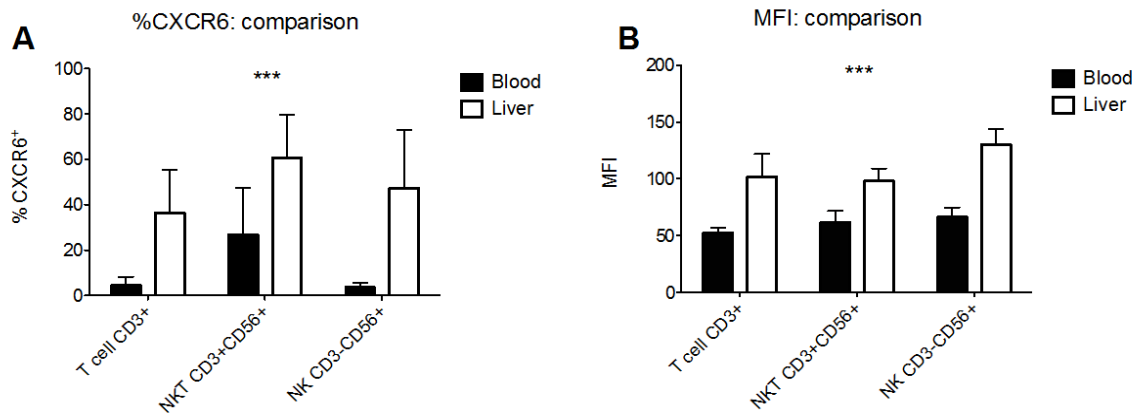 A
%CXCR6: comparison
***
Blood
Liver
% CXCR6⁺
100
80
60
40
20
0
T cell CD3+
NKT CD3+CD56+
NK CD3-CD56+
B
MFI: comparison
***
Blood
Liver
MFI
200
150
100
50
0
T cell CD3+
NKT CD3+CD56+
NK CD3-CD56+